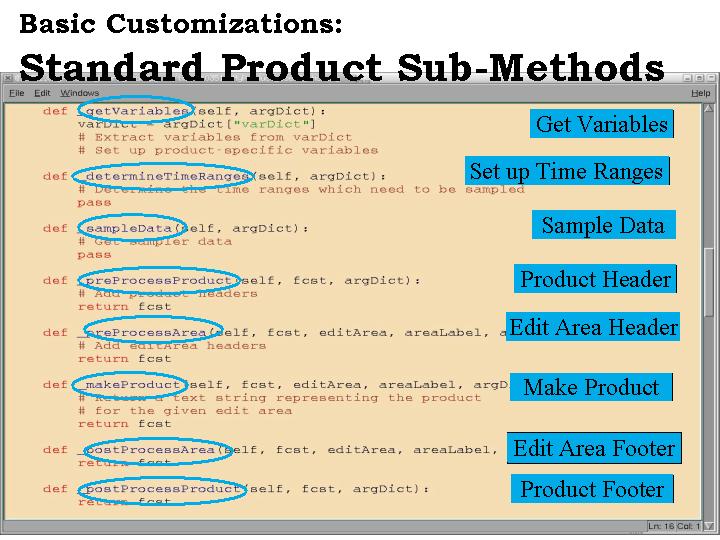 Basic Customizations:
Standard Product Sub-Methods
File Edit Windows Help
def _getVariables(self, argDict):
varDict = argDict["varDict"]
# Extract variables from varDict
# Set up product-specific variables
Get Variables
def _determineTimeRanges(self, argDict):
# Determine the time ranges which need to be sampled
pass
Set up Time Ranges
def _sampleData(self, argDict):
# Get sampler data
pass
Sample Data
def _preProcessProduct(self, fcst, argDict):
# Add product headers
return fcst
Product Header
def _preProcessArea(self, fcst, editArea, areaLabel, a
# Add editArea headers
return fcst
Edit Area Header
def _makeProduct(self, fcst, editArea, areaLabel, argD
# Return a text string representing the product
# for the given edit area
return fcst
Make Product
def _postProcessArea(self, fcst, editArea, areaLabel,
return fcst
Edit Area Footer
def _postProcessProduct(self, fcst, argDict):
return fcst
Product Footer
Ln: 16 Col: 1